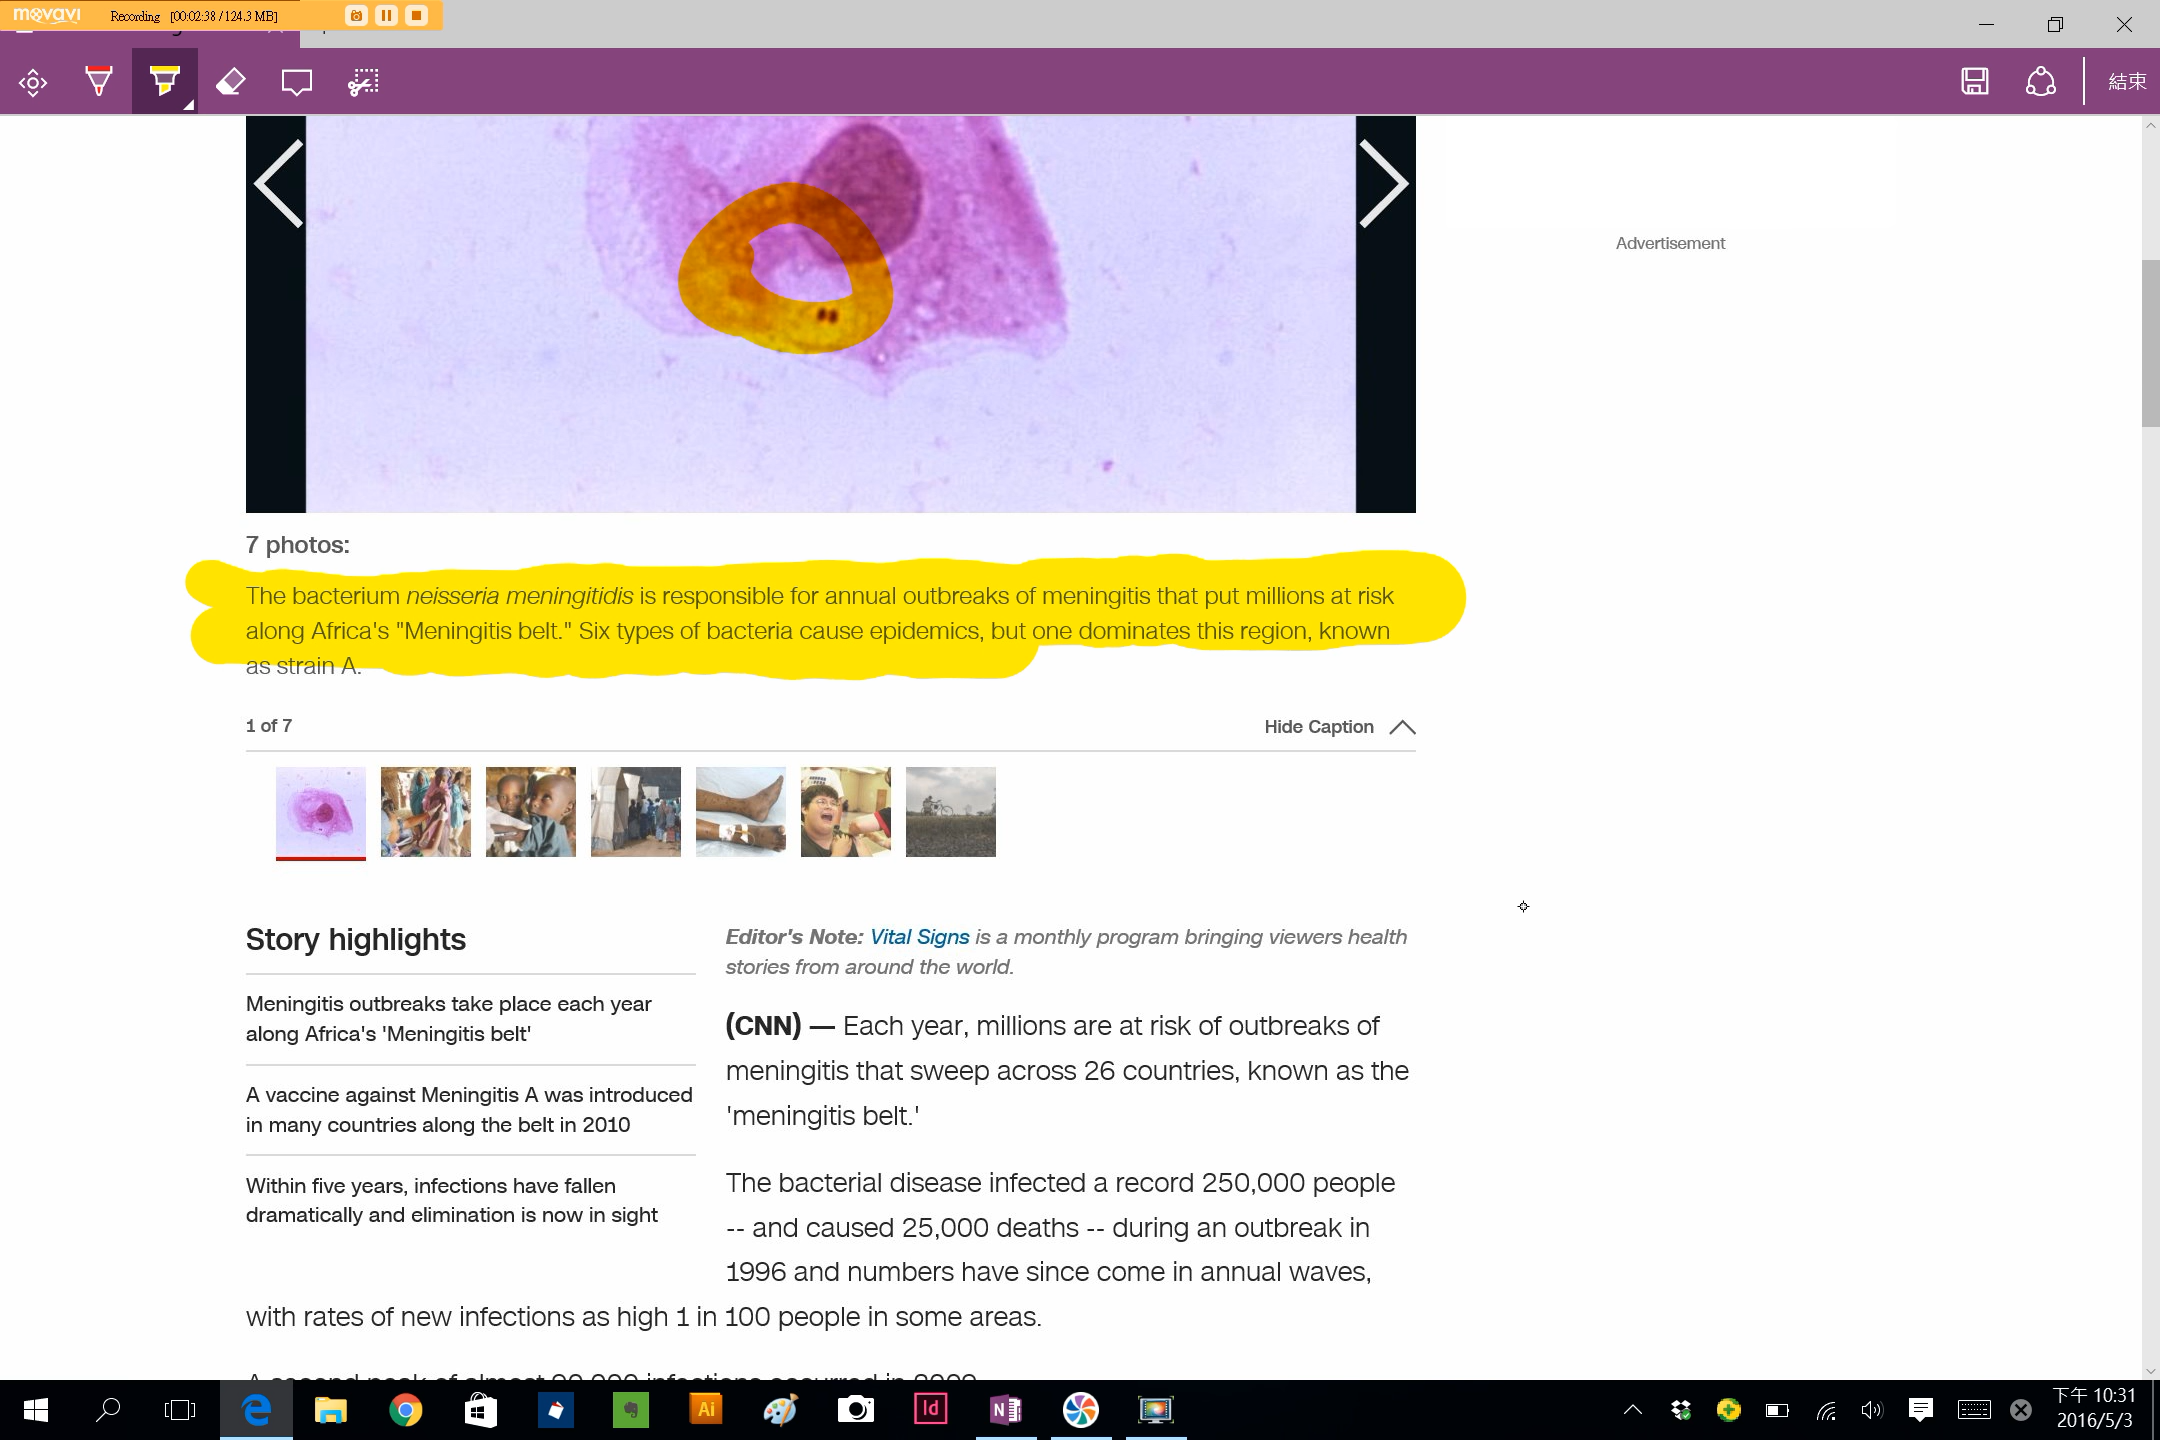 movavi Recording [00:02:38 / 124.3 MB]
結束
Advertisement
7 photos:
The bacterium neisseria meningitidis is responsible for annual outbreaks of meningitis that put millions at risk
along Africa's "Meningitis belt." Six types of bacteria cause epidemics, but one dominates this region, known
as strain A.
1 of 7
Hide Caption
Story highlights
Meningitis outbreaks take place each year
along Africa's 'Meningitis belt'
A vaccine against Meningitis A was introduced
in many countries along the belt in 2010
Within five years, infections have fallen
dramatically and elimination is now in sight
Editor's Note: Vital Signs is a monthly program bringing viewers health
stories from around the world.
(CNN) — Each year, millions are at risk of outbreaks of
meningitis that sweep across 26 countries, known as the
'meningitis belt.'
The bacterial disease infected a record 250,000 people
-- and caused 25,000 deaths -- during an outbreak in
1996 and numbers have since come in annual waves,
with rates of new infections as high 1 in 100 people in some areas.
Ai
Id
N
下午 10:31
2016/5/3